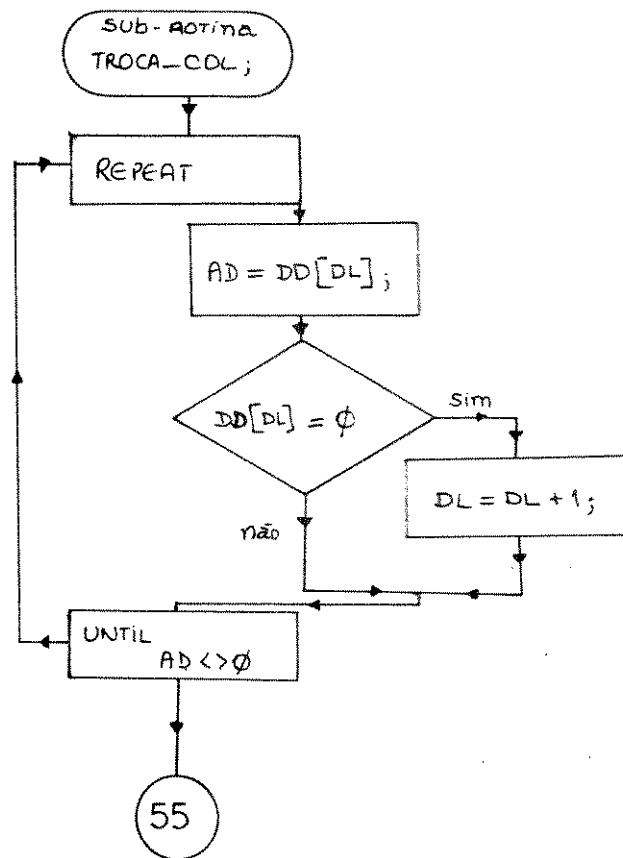 SUB-ROTINA
TROCA_CDL;
REPEAT
AD = DD[DL];
DD[DL] = φ
sim
DL = DL + 1;
não
UNTIL
AD <> φ
55